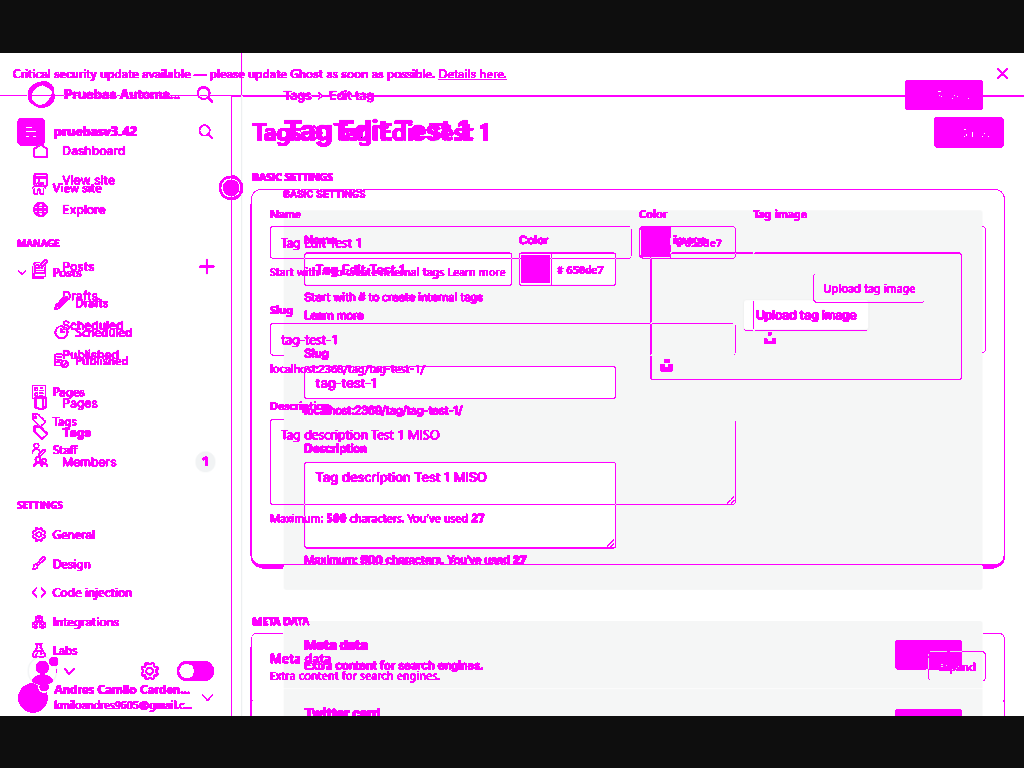 Critical security update available — please update Ghost as soon as possible. Details here.
Pruebas Automa...
Tags > Edit tag
pruebasv3.42
Tag Edit Test 1
Dashboard
View site
View site
Explore
BASIC SETTINGS
BASIC SETTINGS
Name
Color
Tag image
MANAGE
Name
Color
Tag Edit Test 1
Posts
Posts
Tag Edit Test 1
# 650dc7
Start with # to create internal tags Learn more
Upload tag image
Drafts
Drafts
Start with # to create internal tags
Learn more
Upload tag image
Slug
Scheduled
Scheduled
tag-test-1
Published
Published
Slug
localhost:2368/tag/tag-test-1/
tag-test-1
Pages
Pages
Description
localhost:2368/tag/tag-test-1/
Tags
Tags
Tag description Test 1 MISO
Staff
Description
Members
1
Tag description Test 1 MISO
SETTINGS
Maximum: 500 characters. You've used 27
General
Maximum: 500 characters. You've used 27
Design
Code injection
Integrations
META DATA
Labs
Meta data
Meta data
Extra content for search engines.
Extra content for search engines.
Expand
Andres Camilo Carden...
kmiloandres9605@gmail.c...
Twitter card